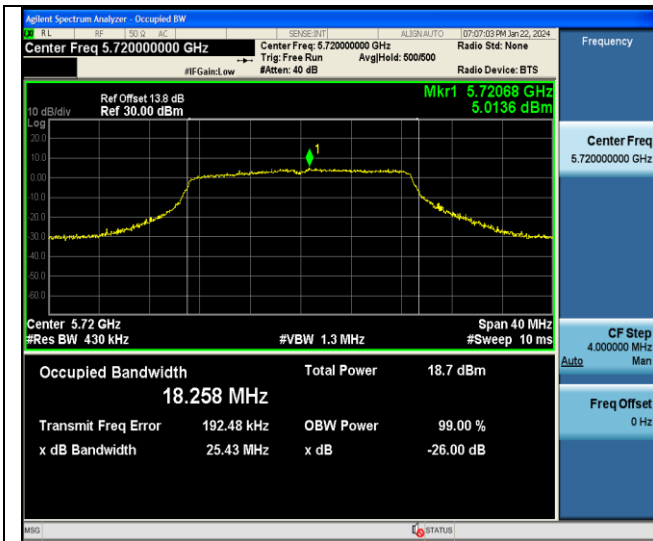 Agilent Spectrum Analyzer - Occupied BW
RL RF 50 Ω AC SENSE:INT ALIGN AUTO 07:07:03 PM Jan 22, 2024
Center Freq 5.720000000 GHz
Center Freq: 5.720000000 GHz
Radio Std: None
Trig: Free Run Avg|Hold: 500/500
#IFGain:Low #Atten: 40 dB Radio Device: BTS
Frequency
Mkr1 5.72068 GHz
5.0136 dBm
Ref Offset 13.8 dB
10 dB/div Ref 30.00 dBm
Log
20.0
10.0
0.00
-10.0
-20.0
-30.0
-40.0
-50.0
-60.0
1
Center 5.72 GHz Span 40 MHz
#Res BW 430 kHz #VBW 1.3 MHz #Sweep 10 ms
Occupied Bandwidth Total Power 18.7 dBm
18.258 MHz
Transmit Freq Error 192.48 kHz OBW Power 99.00 %
x dB Bandwidth 25.43 MHz x dB -26.00 dB
Center Freq
5.720000000 GHz
CF Step
4.000000 MHz
Auto Man
Freq Offset
0 Hz
MSG STATUS